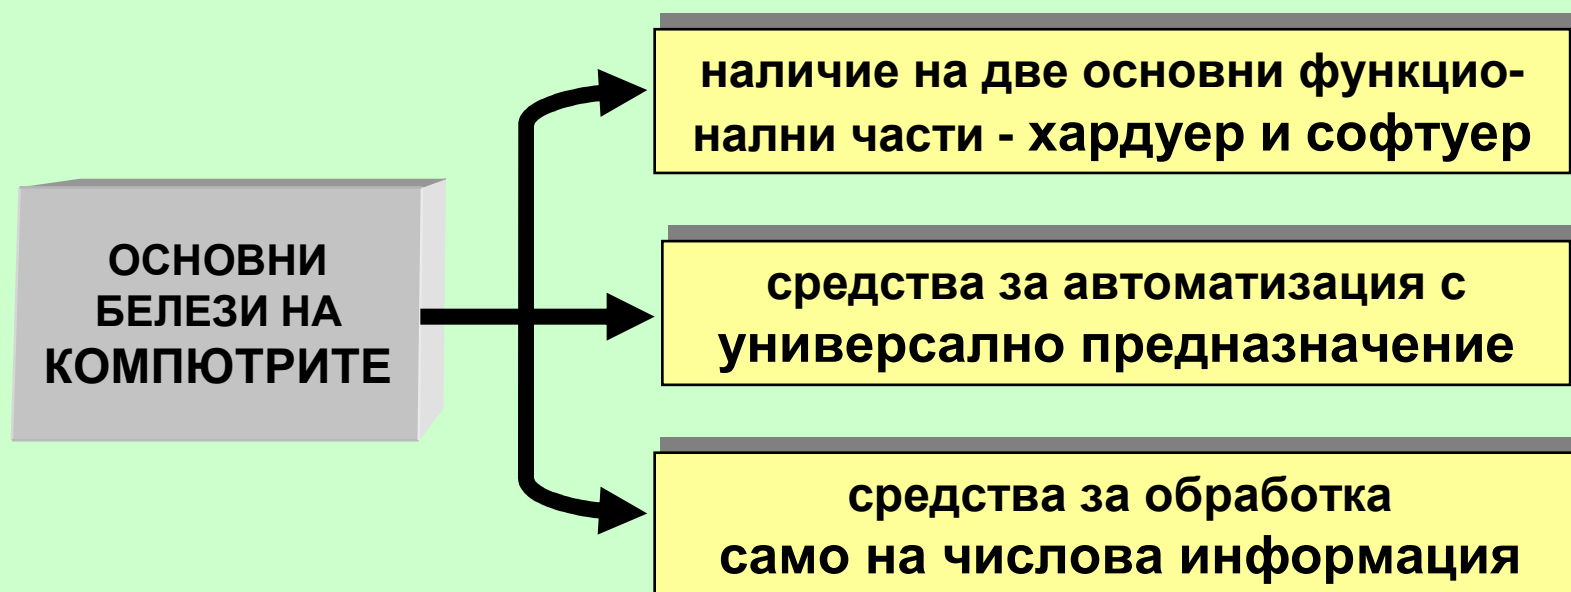 ОСНОВНИ
БЕЛЕЗИ НА
КОМПЮТРИТЕ
наличие на две основни функцио-
нални части - хардуер и софтуер
средства за автоматизация с
универсално предназначение
средства за обработка
само на числова информация